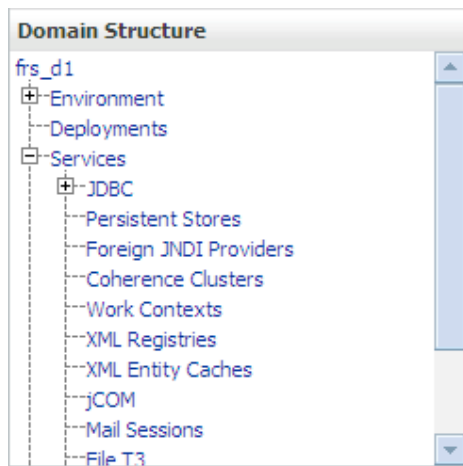 Domain Structure
frs_d1
Environment
Deployments
Services
JDBC
Persistent Stores
Foreign JNDI Providers
Coherence Clusters
Work Contexts
XML Registries
XML Entity Caches
jCOM
Mail Sessions
File T3